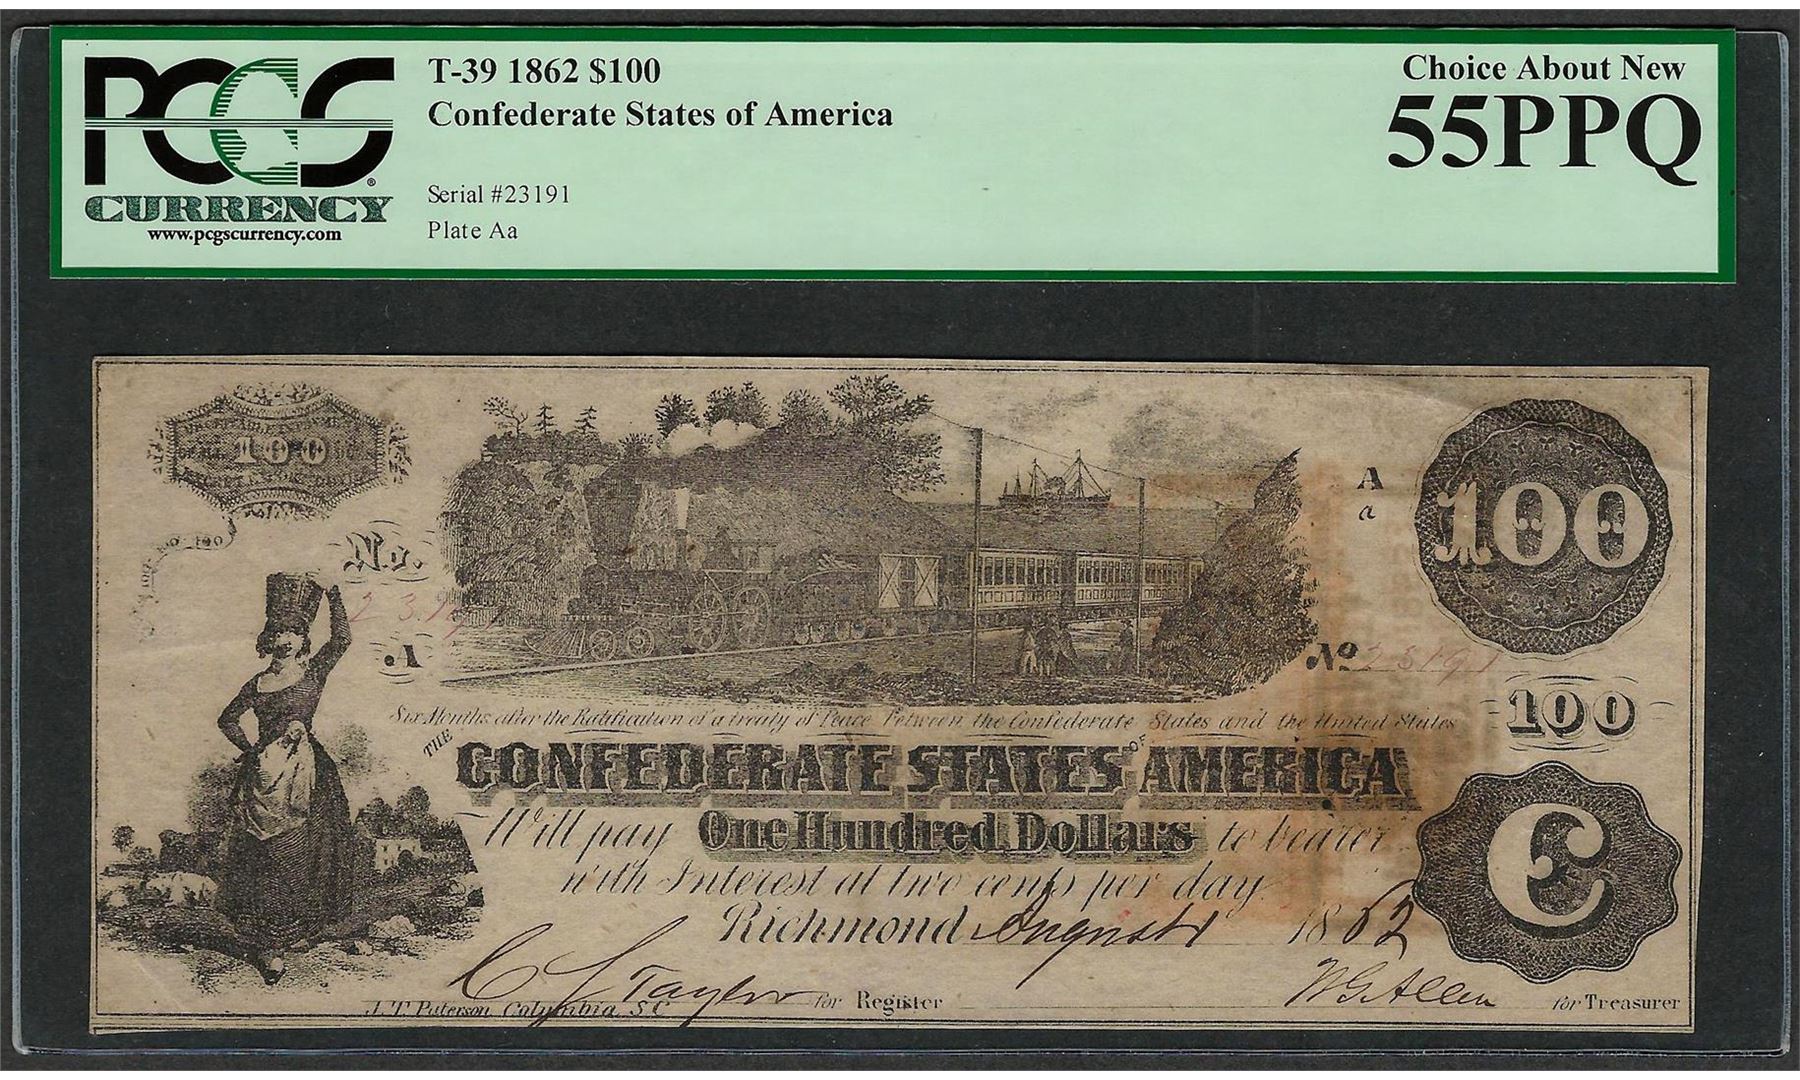 PCGS
CURRENCY
www.pcgscurrency.com
T-39 1862 $100
Confederate States of America
Serial #23191
Plate Aa
Choice About New
55PPQ
100
No.
A
A
a
100
No 23191
Six Months after the Ratification of a treaty of Peace between the Confederate States and the United States
100
THE CONFEDERATE STATES OF AMERICA
Will pay One Hundred Dollars to bearer
with Interest at two cents per day.
Richmond August 1862
C
C L Taylor for Register
W G Allen for Treasurer
J.T. Paterson, Columbia, S.C